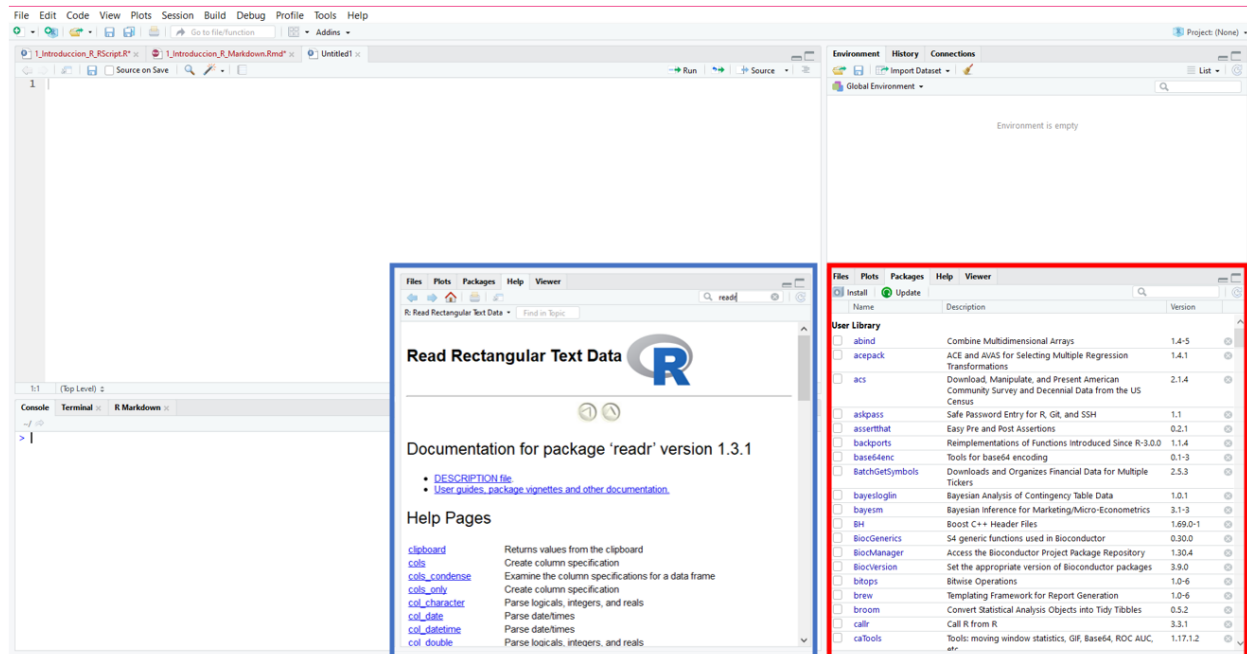 File Edit Code View Plots Session Build Debug Profile Tools Help
Go to file/function Addins Project: (None)
1_Introduccion_R_RScript.R* 1_Introduccion_R_Markdown.Rmd* Untitled1
Source on Save Run Source
1
1:1 (Top Level)
Console Terminal R Markdown
~/
>
Environment History Connections
Import Dataset List
Global Environment
Environment is empty
Files Plots Packages Help Viewer
readr
R: Read Rectangular Text Data Find in Topic
Read Rectangular Text Data R
Documentation for package ‘readr’ version 1.3.1
DESCRIPTION file.
User guides, package vignettes and other documentation.
Help Pages
clipboard Returns values from the clipboard
cols Create column specification
cols_condense Examine the column specifications for a data frame
cols_only Create column specification
col_character Parse logicals, integers, and reals
col_date Parse date/times
col_datetime Parse date/times
col_double Parse logicals, integers, and reals
Files Plots Packages Help Viewer
Install Update
Name Description Version
User Library
abind Combine Multidimensional Arrays 1.4-5
acepack ACE and AVAS for Selecting Multiple Regression 1.4.1
Transformations
acs Download, Manipulate, and Present American 2.1.4
Community Survey and Decennial Data from the US
Census
askpass Safe Password Entry for R, Git, and SSH 1.1
assertthat Easy Pre and Post Assertions 0.2.1
backports Reimplementations of Functions Introduced Since R-3.0.0 1.1.4
base64enc Tools for base64 encoding 0.1-3
BatchGetSymbols Downloads and Organizes Financial Data for Multiple 2.5.3
Tickers
bayesloglin Bayesian Analysis of Contingency Table Data 1.0.1
bayesm Bayesian Inference for Marketing/Micro-Econometrics 3.1-3
BH Boost C++ Header Files 1.69.0-1
BiocGenerics S4 generic functions used in Bioconductor 0.30.0
BiocManager Access the Bioconductor Project Package Repository 1.30.4
BiocVersion Set the appropriate version of Bioconductor packages 3.9.0
bitops Bitwise Operations 1.0-6
brew Templating Framework for Report Generation 1.0-6
broom Convert Statistical Analysis Objects into Tidy Tibbles 0.5.2
callr Call R from R 3.3.1
caTools Tools: moving window statistics, GIF, Base64, ROC AUC, 1.17.1.2
etc